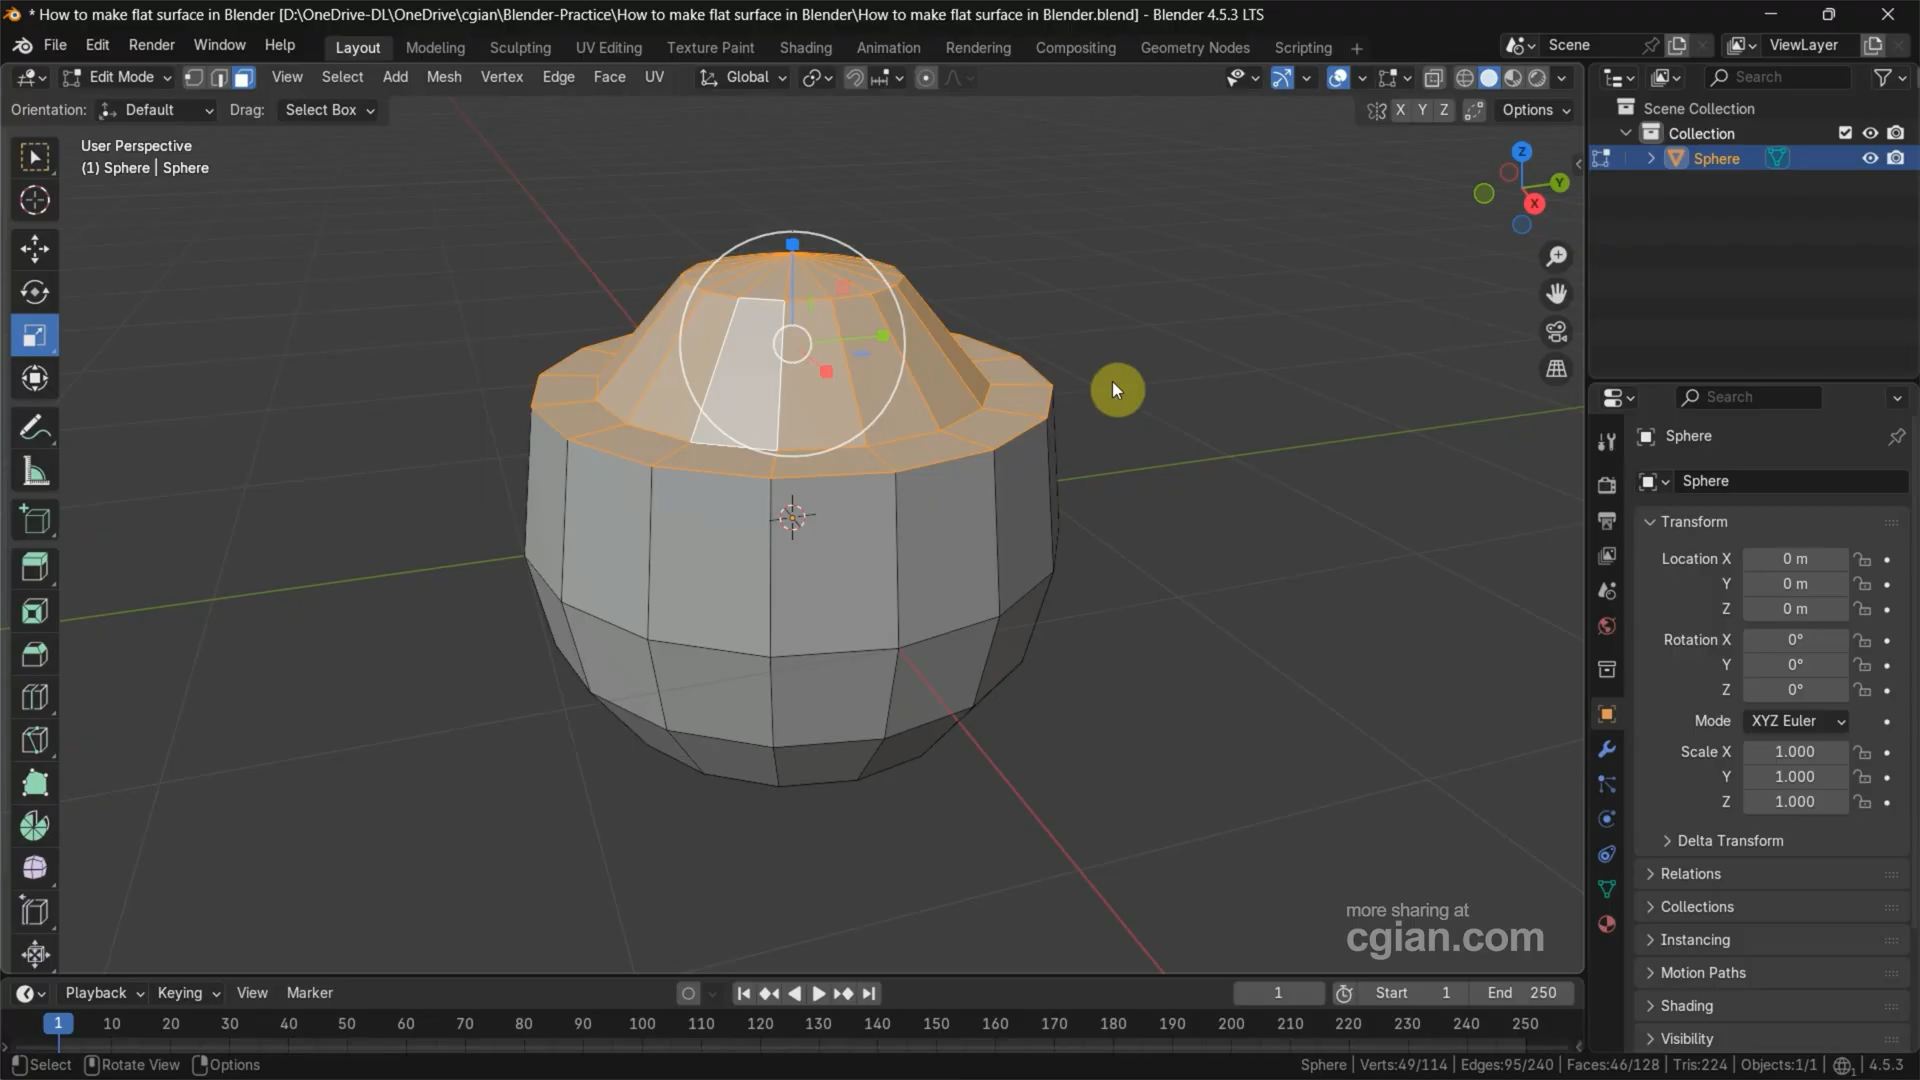 * How to make flat surface in Blender [D:\OneDrive-DL\OneDrive\cgian\Blender-Practice\How to make flat surface in Blender\How to make flat surface in Blender.blend] - Blender 4.5.3 LTS
File Edit Render Window Help Layout Modeling Sculpting UV Editing Texture Paint Shading Animation Rendering Compositing Geometry Nodes Scripting + Scene ViewLayer
Edit Mode View Select Add Mesh Vertex Edge Face UV Global Search
Orientation: Default Drag: Select Box X Y Z Options
Scene Collection
Collection
Sphere
User Perspective
(1) Sphere | Sphere
Z
Y
X
Search
Sphere
Sphere
Transform
Location X 0 m
Y 0 m
Z 0 m
Rotation X 0°
Y 0°
Z 0°
Mode XYZ Euler
Scale X 1.000
Y 1.000
Z 1.000
Delta Transform
Relations
Collections
Instancing
Motion Paths
Shading
Visibility
more sharing at
cgian.com
Playback Keying View Marker 1 Start 1 End 250
1 10 20 30 40 50 60 70 80 90 100 110 120 130 140 150 160 170 180 190 200 210 220 230 240 250
Select Rotate View Options Sphere | Verts:49/114 | Edges:95/240 | Faces:46/128 | Tris:224 | Objects:1/1 | 4.5.3